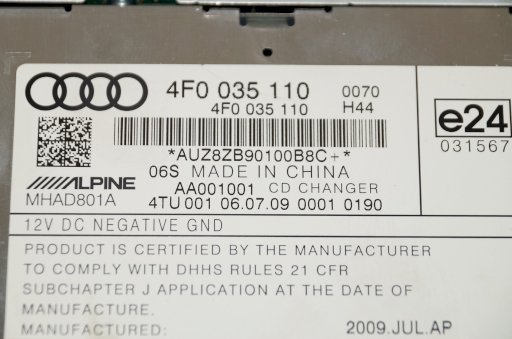 4F0 035 110 0070
4F0 035 110 H44
*AUZ8ZB90100B8C+*
06S MADE IN CHINA
ALPINE AA001001 CD CHANGER
MHAD801A 4TU 001 06.07.09 0001 0190
e24
031567
12V DC NEGATIVE GND
PRODUCT IS CERTIFIED BY THE MANUFACTURER
TO COMPLY WITH DHHS RULES 21 CFR
SUBCHAPTER J APPLICATION AT THE DATE OF
MANUFACTURE.
MANUFACTURED: 2009.JUL.AP